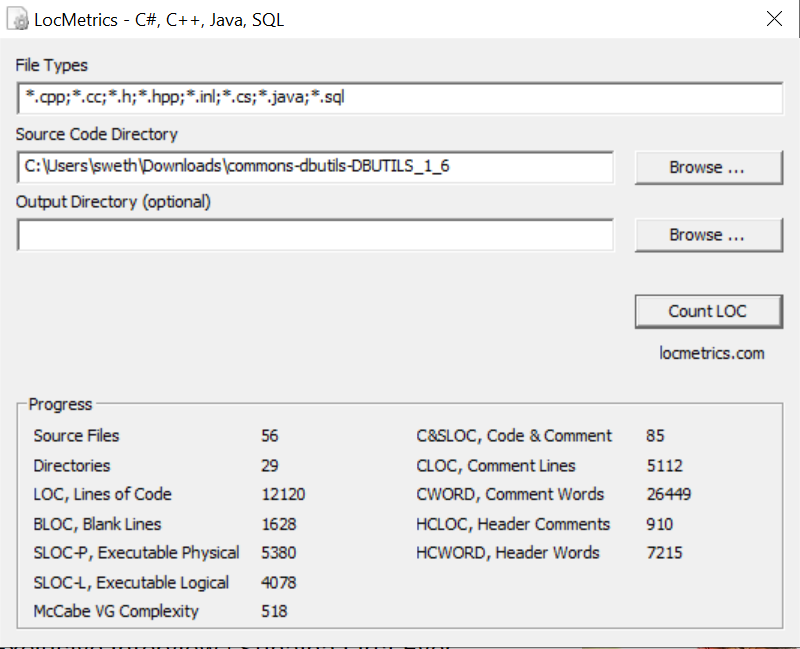 LocMetrics - C#, C++, Java, SQL
File Types
*.cpp;*.cc;*.h;*.hpp;*.inl;*.cs;*.java;*.sql
Source Code Directory
C:\Users\sweth\Downloads\commons-dbutils-DBUTILS_1_6
Browse ...
Output Directory (optional)
Browse ...
Count LOC
locmetrics.com
Progress
Source Files 56 C&SLOC, Code & Comment 85
Directories 29 CLOC, Comment Lines 5112
LOC, Lines of Code 12120 CWORD, Comment Words 26449
BLOC, Blank Lines 1628 HCLOC, Header Comments 910
SLOC-P, Executable Physical 5380 HCWORD, Header Words 7215
SLOC-L, Executable Logical 4078
McCabe VG Complexity 518